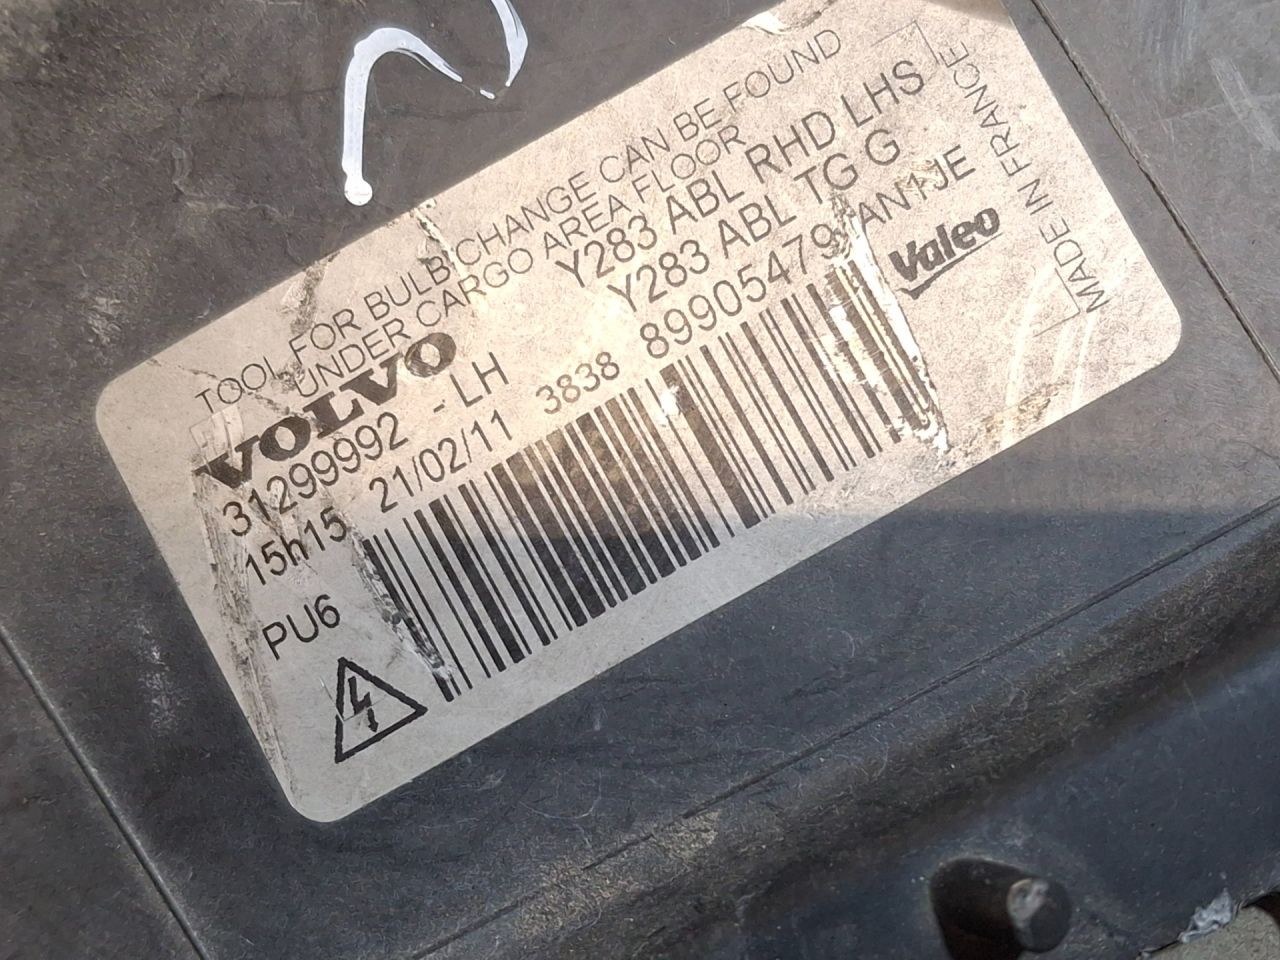 TOOL FOR BULB CHANGE CAN BE FOUND
UNDER CARGO AREA FLOOR
VOLVO
Y283 ABL RHD LHS
31299992 -LH
Y283 ABL TG G
15h15 21/02/11 3838 89905479
PU6
Valeo
MADE IN FRANCE